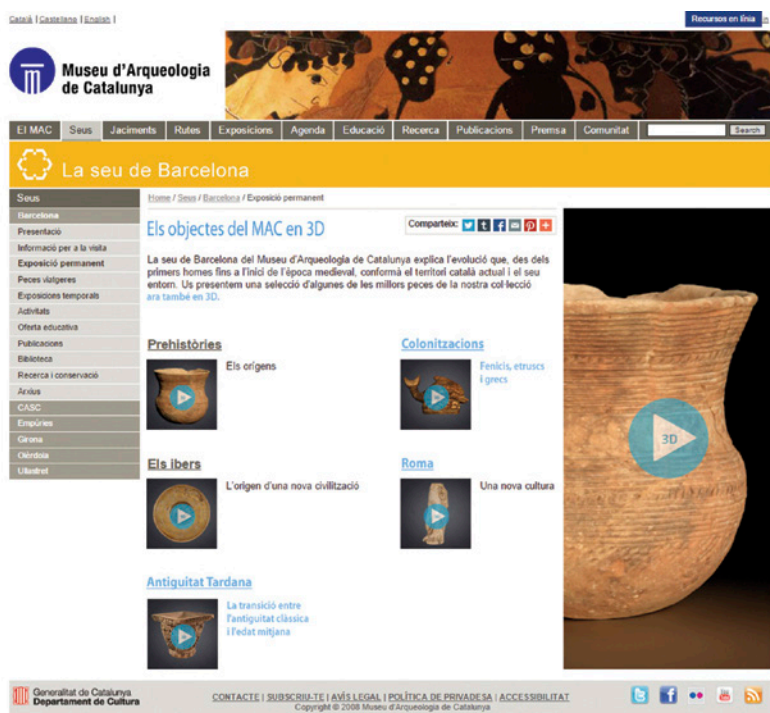 Català | Castellano | English |
Recursos en línia
Museu d'Arqueologia
de Catalunya
El MAC Seus Jaciments Rutes Exposicions Agenda Educació Recerca Publicacions Premsa Comunitat Search
La seu de Barcelona
Seus
Barcelona
Presentació
Informació per a la visita
Exposició permanent
Peces viatgeres
Exposicions temporals
Activitats
Oferta educativa
Publicacions
Biblioteca
Recerca i conservació
Arxius
CASC
Empúries
Girona
Olèrdola
Ullastret
Home / Seus / Barcelona / Exposició permanent
Els objectes del MAC en 3D
Comparteix:
La seu de Barcelona del Museu d'Arqueologia de Catalunya explica l'evolució que, des dels
primers homes fins a l'inici de l'època medieval, conformà el territori català actual i el seu
entorn. Us presentem una selecció d'algunes de les millors peces de la nostra col·lecció
ara també en 3D.
Prehistòries
Els orígens
Colonitzacions
Fenicis, etruscs
i grecs
Els ibers
L'origen d'una nova civilització
Roma
Una nova cultura
Antiguitat Tardana
La transició entre
l'antiguitat clàssica
i l'edat mitjana
3D
Generalitat de Catalunya
Departament de Cultura
CONTACTE | SUBSCRIU-TE | AVÍS LEGAL | POLÍTICA DE PRIVADESA | ACCESSIBILITAT
Copyright © 2008 Museu d'Arqueologia de Catalunya